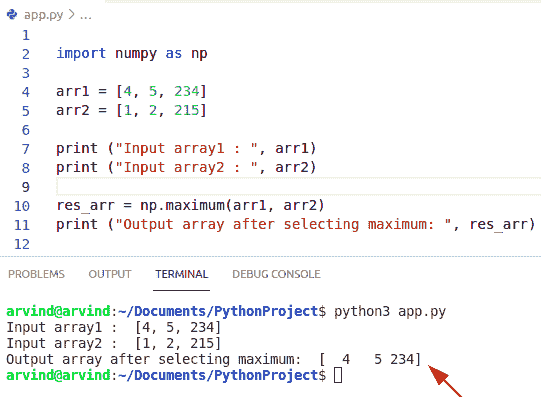 app.py > ...
1
2 import numpy as np
3
4 arr1 = [4, 5, 234]
5 arr2 = [1, 2, 215]
6
7 print ("Input array1 : ", arr1)
8 print ("Input array2 : ", arr2)
9
10 res_arr = np.maximum(arr1, arr2)
11 print ("Output array after selecting maximum: ", res_arr)
12
PROBLEMS OUTPUT TERMINAL DEBUG CONSOLE
arvind@arvind:~/Documents/PythonProject$ python3 app.py
Input array1 :  [4, 5, 234]
Input array2 :  [1, 2, 215]
Output array after selecting maximum:  [  4   5 234]
arvind@arvind:~/Documents/PythonProject$